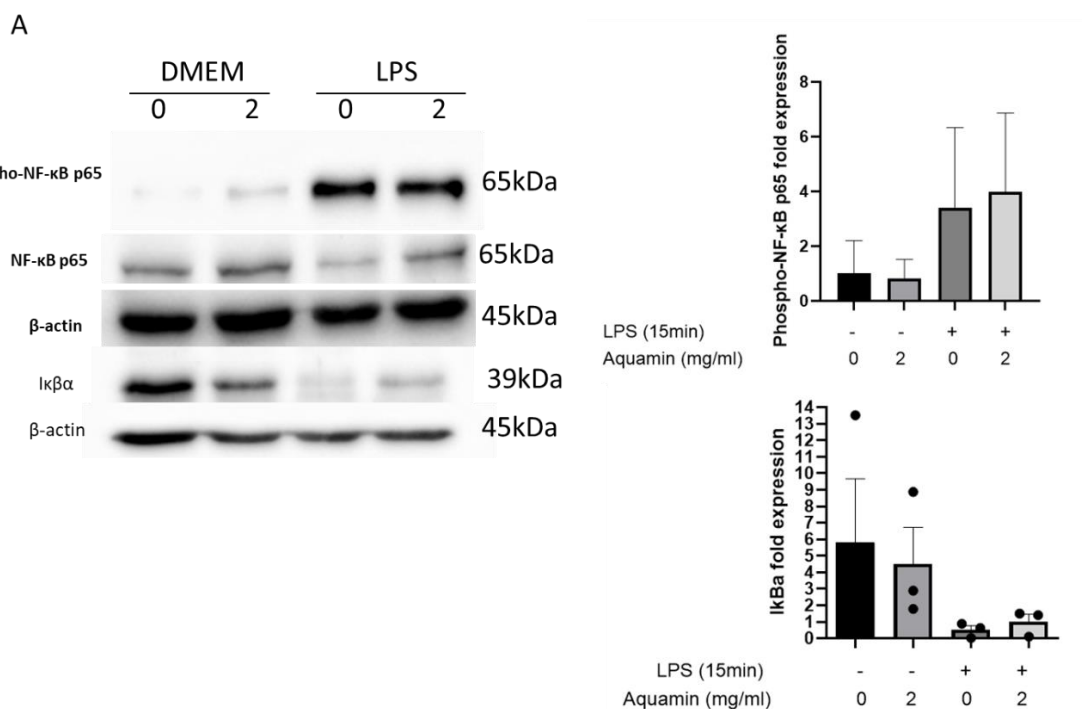 A
DMEM LPS
0 2 0 2
ho-NF-κB p65 65kDa
NF-κB p65 65kDa
β-actin 45kDa
Iκβα 39kDa
β-actin 45kDa
Phospho-NF-κB p65 fold expression
8
6
4
2
0
LPS (15min) - - + +
Aquamin (mg/ml) 0 2 0 2
IκBa fold expression
14
13
12
11
10
9
8
7
6
5
4
3
2
1
0
LPS (15min) - - + +
Aquamin (mg/ml) 0 2 0 2